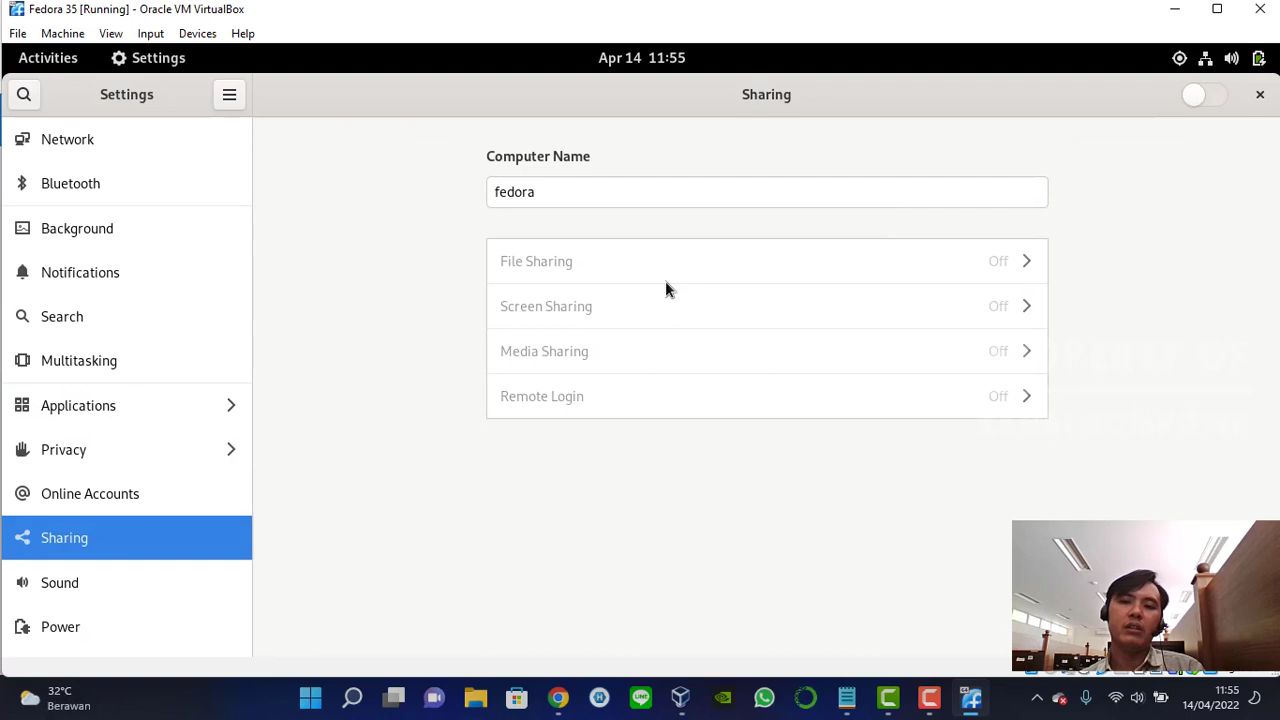 Fedora 35 [Running] - Oracle VM VirtualBox
File Machine View Input Devices Help
Activities Settings Apr 14 11:55
Settings Sharing
Network
Bluetooth
Background
Notifications
Search
Multitasking
Applications
Privacy
Online Accounts
Sharing
Sound
Power
Computer Name
fedora
File Sharing Off
Screen Sharing Off
Media Sharing Off
Remote Login Off
32°C
Berawan
LINE
11:55
14/04/2022